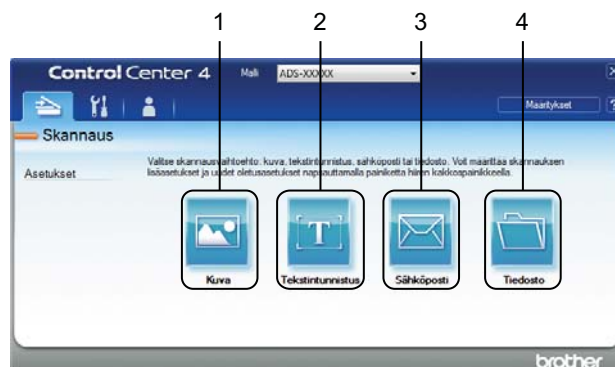 1 2 3 4
Control Center 4 Malli ADS-XXXXX
Määritykset ?
Skannaus
Asetukset
Valitse skannausvaihtoehto: kuva, tekstintunnistus, sähköposti tai tiedosto. Voit määrittää skannauksen
lisäasetukset ja uudet oletusasetukset napsauttamalla painiketta hiiren kakkospainikkeella.
T
Kuva Tekstintunnistus Sähköposti Tiedosto
brother